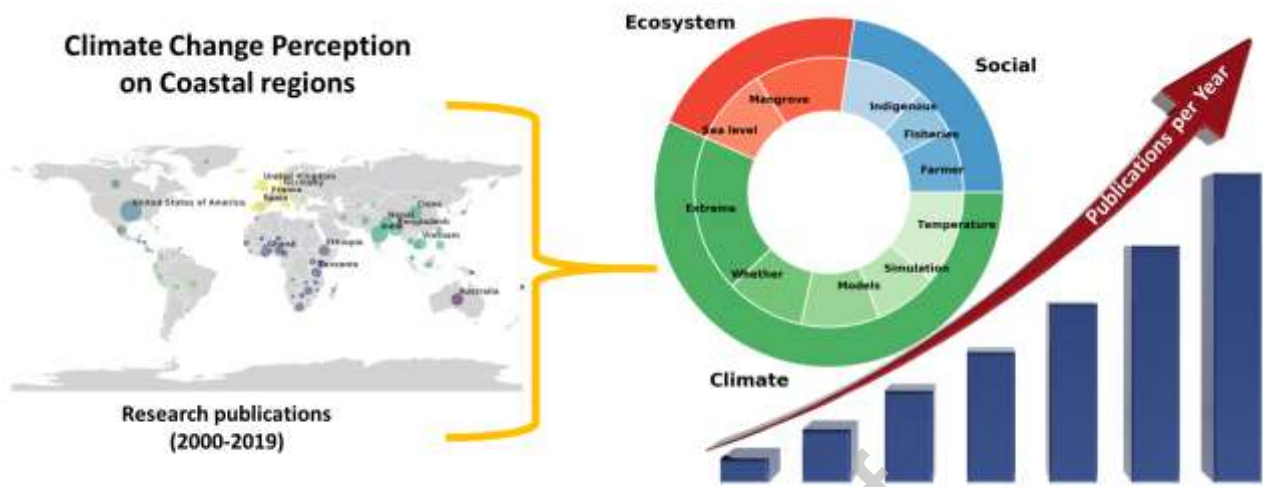 Climate Change Perception
on Coastal regions
United Kingdom
Germany
France
Spain
United States of America
China
Nepal
Bangladesh
India
Vietnam
Ghana
Ethiopia
Tanzania
Australia
Research publications
(2000-2019)
Ecosystem
Social
Climate
Mangrove
Sea level
Indigenous
Fisheries
Farmer
Extreme
Whether
Models
Simulation
Temperature
Publications per Year